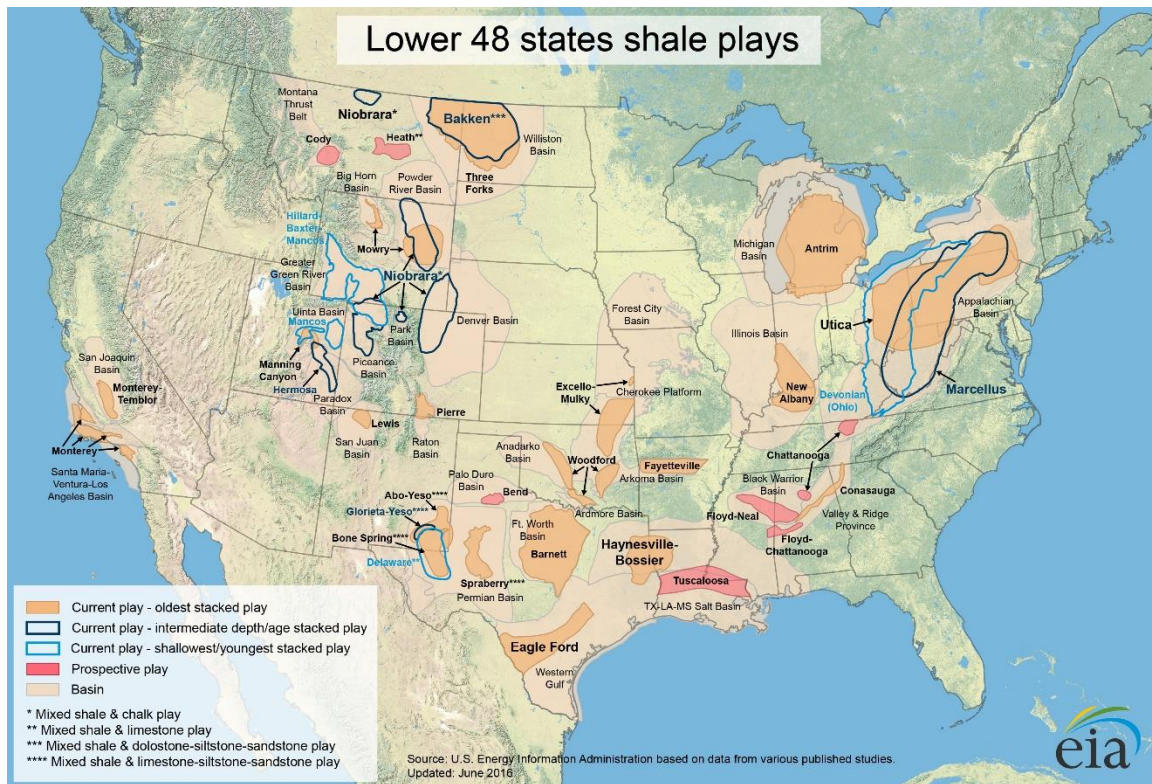 Lower 48 states shale plays
Montana
Thrust
Belt
Niobrara*
Bakken***
Cody
Heath**
Williston
Basin
Big Horn
Basin
Powder
River Basin
Three
Forks
Hillard-
Baxter-
Mancos
Mowry
Greater
Green River
Basin
Niobrara*
Michigan
Basin
Antrim
Uinta Basin
Mancos
Park
Basin
Denver Basin
Forest City
Basin
Illinois Basin
Utica
Appalachian
Basin
San Joaquin
Basin
Manning
Canyon
Hermosa
Piceance
Basin
Monterey-
Temblor
Paradox
Basin
Excello-
Mulky
Cherokee Platform
New
Albany
Devonian
(Ohio)
Marcellus
Pierre
Lewis
San Juan
Basin
Raton
Basin
Monterey
Santa Maria-
Ventura-Los
Angeles Basin
Anadarko
Basin
Woodford
Fayetteville
Arkoma Basin
Chattanooga
Palo Duro
Basin
Bend
Black Warrior
Basin
Conasauga
Abo-Yeso****
Glorieta-Yeso****
Ardmore Basin
Floyd-Neal
Valley & Ridge
Province
Bone Spring****
Ft. Worth
Basin
Barnett
Haynesville-
Bossier
Floyd-
Chattanooga
Delaware**
Spraberry****
Permian Basin
Tuscaloosa
TX-LA-MS Salt Basin
Eagle Ford
Western
Gulf
Current play - oldest stacked play
Current play - intermediate depth/age stacked play
Current play - shallowest/youngest stacked play
Prospective play
Basin
* Mixed shale & chalk play
** Mixed shale & limestone play
*** Mixed shale & dolostone-siltstone-sandstone play
**** Mixed shale & limestone-siltstone-sandstone play
Source: U.S. Energy Information Administration based on data from various published studies.
Updated: June 2016
eia